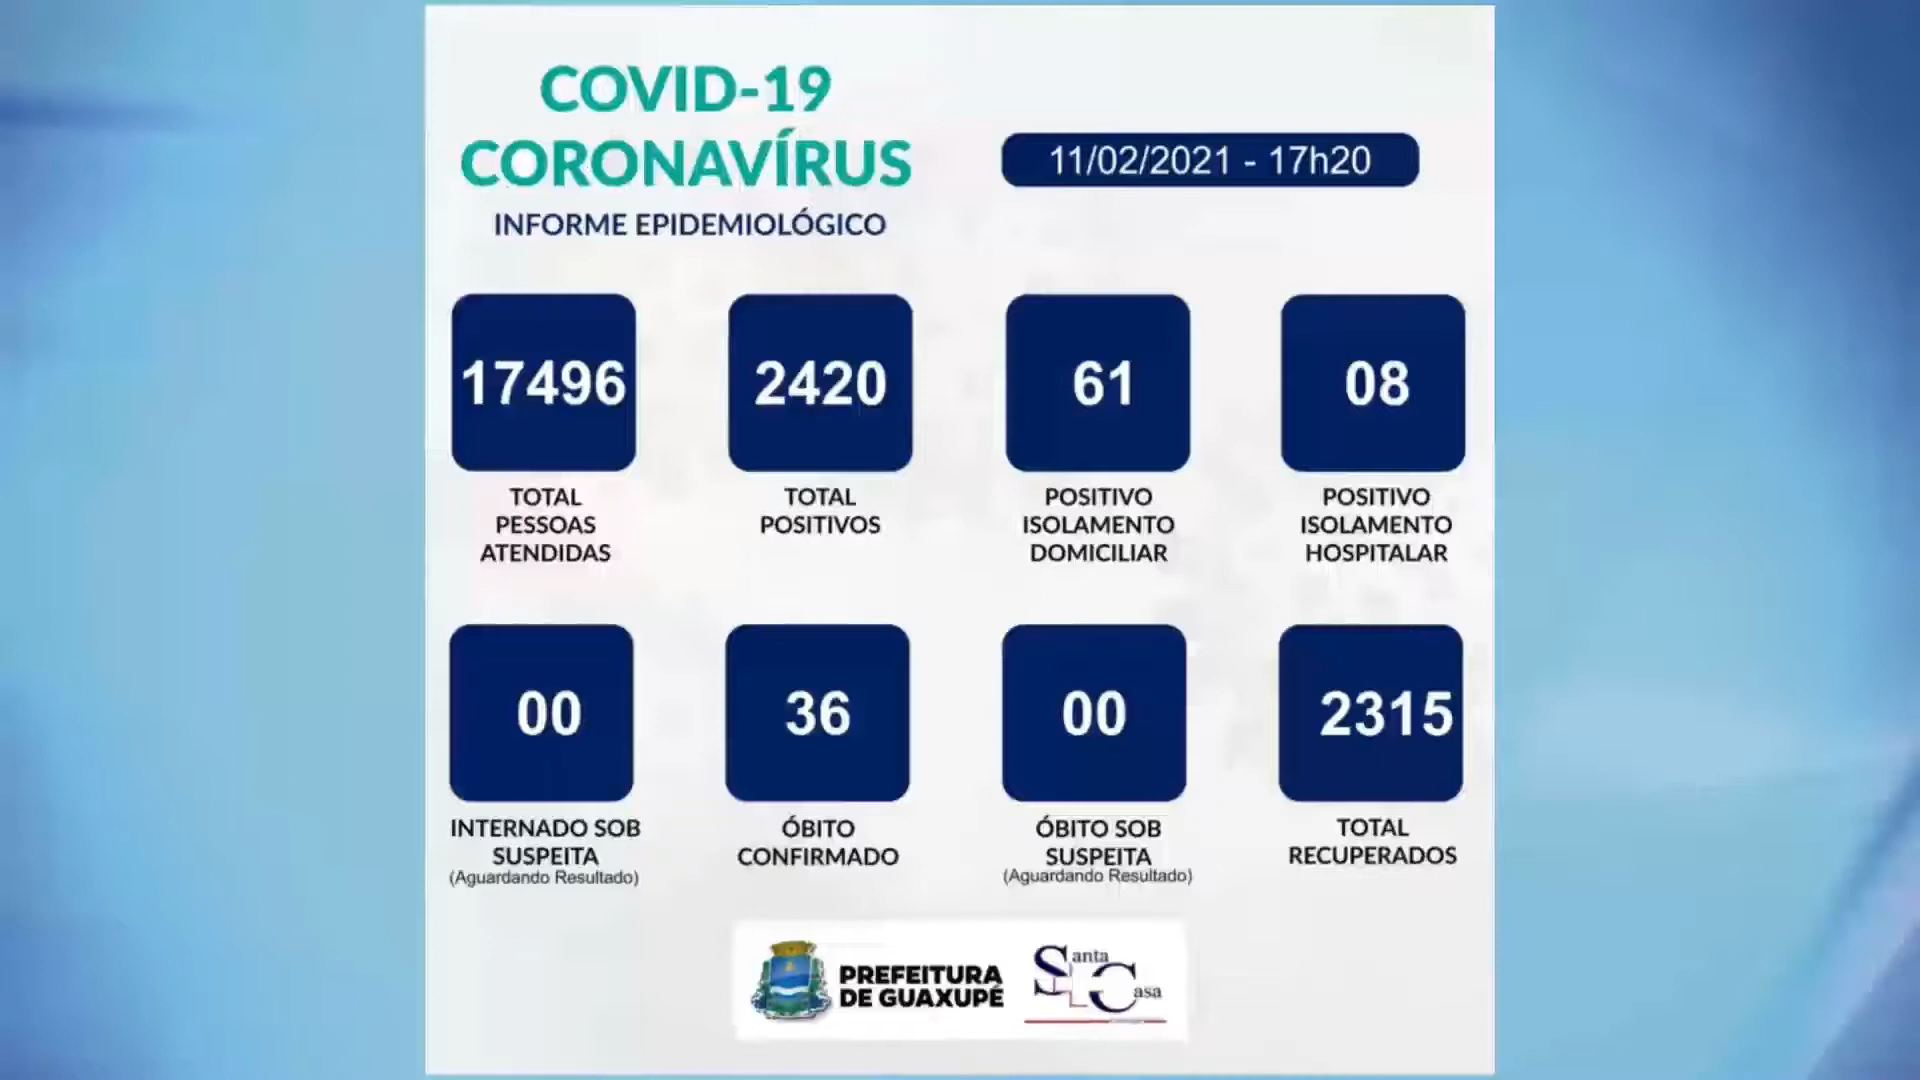 COVID-19
CORONAVÍRUS
INFORME EPIDEMIOLÓGICO
11/02/2021 - 17h20
17496
TOTAL
PESSOAS
ATENDIDAS
2420
TOTAL
POSITIVOS
61
POSITIVO
ISOLAMENTO
DOMICILIAR
08
POSITIVO
ISOLAMENTO
HOSPITALAR
00
INTERNADO SOB
SUSPEITA
(Aguardando Resultado)
36
ÓBITO
CONFIRMADO
00
ÓBITO SOB
SUSPEITA
(Aguardando Resultado)
2315
TOTAL
RECUPERADOS
PREFEITURA
DE GUAXUPÉ
Santa
Casa